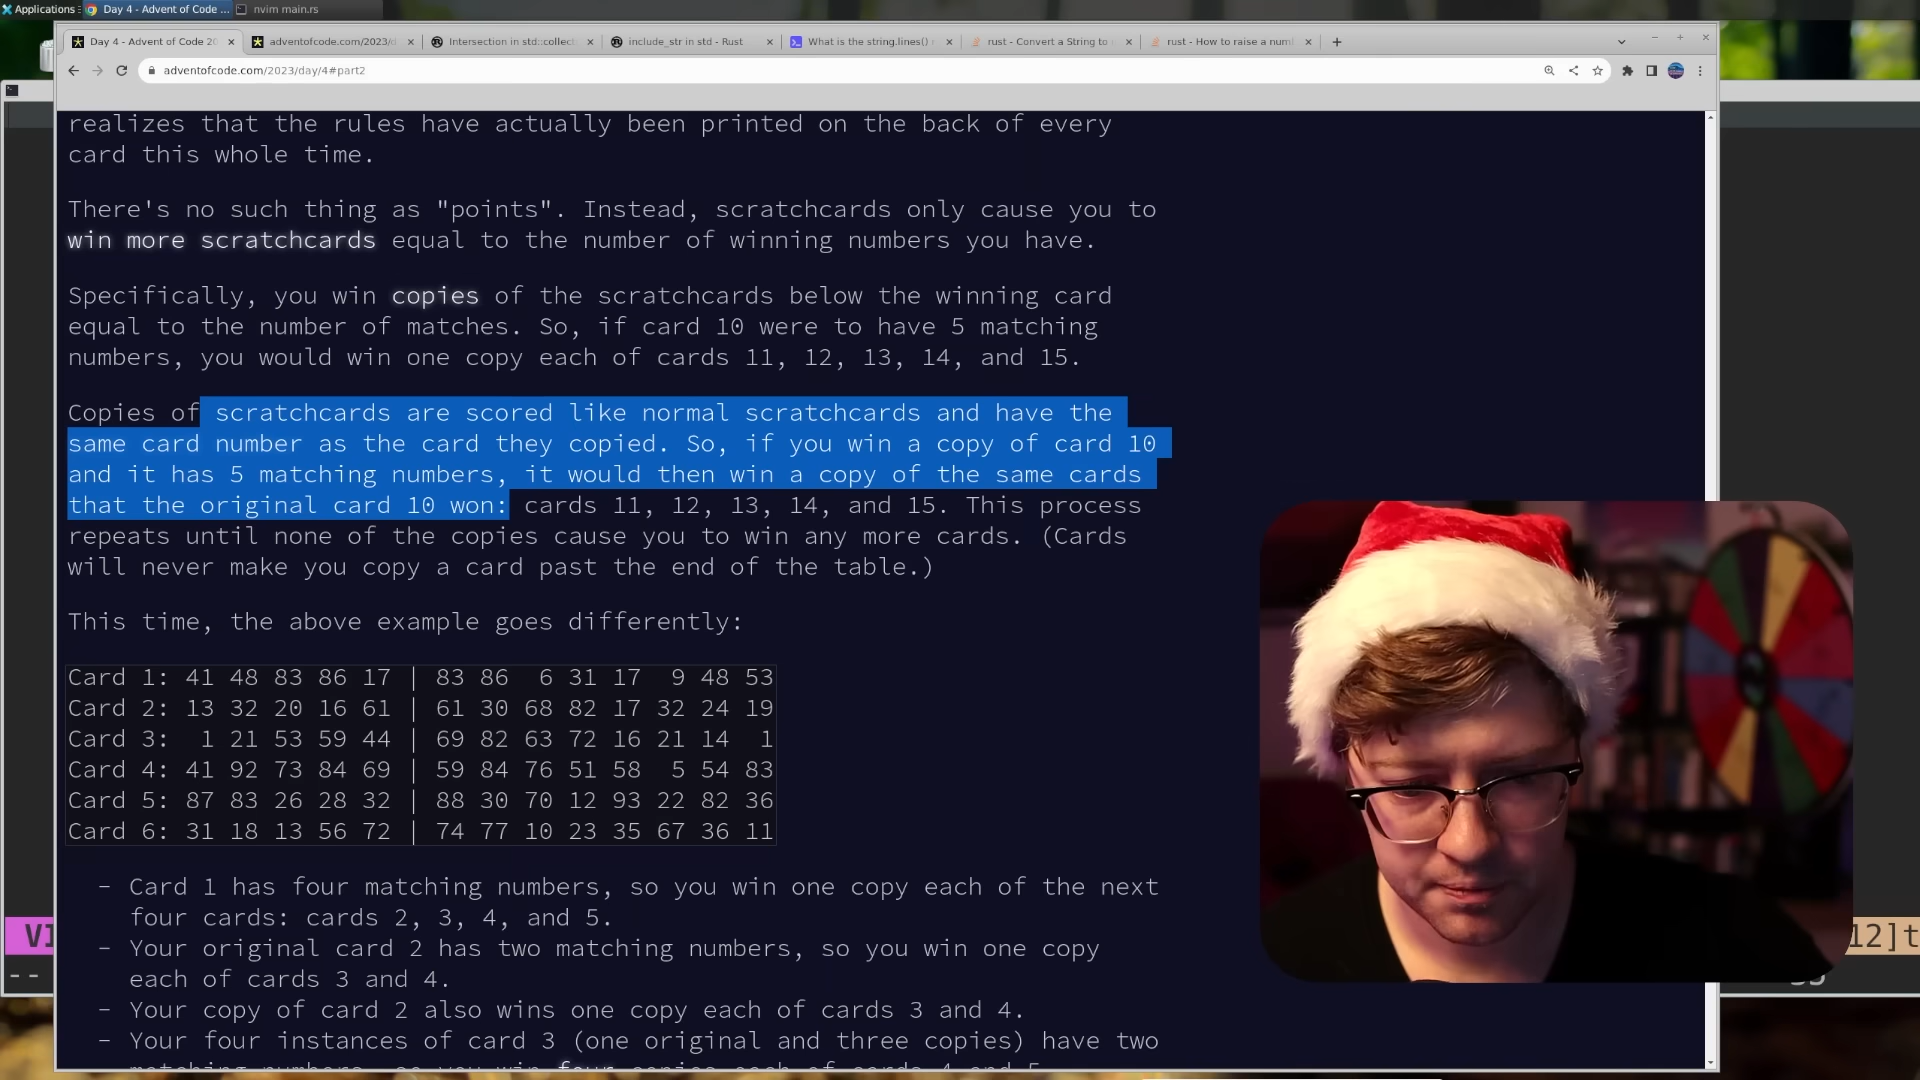 Applications
Day 4 - Advent of Code ...
nvim main.rs
Day 4 - Advent of Code 20
adventofcode.com/2023/d
Intersection in std::collect
include_str in std - Rust
What is the string.lines()
rust - Convert a String to
rust - How to raise a num
adventofcode.com/2023/day/4#part2
realizes that the rules have actually been printed on the back of every
card this whole time.
There's no such thing as "points". Instead, scratchcards only cause you to
win more scratchcards equal to the number of winning numbers you have.
Specifically, you win copies of the scratchcards below the winning card
equal to the number of matches. So, if card 10 were to have 5 matching
numbers, you would win one copy each of cards 11, 12, 13, 14, and 15.
Copies of scratchcards are scored like normal scratchcards and have the
same card number as the card they copied. So, if you win a copy of card 10
and it has 5 matching numbers, it would then win a copy of the same cards
that the original card 10 won: cards 11, 12, 13, 14, and 15. This process
repeats until none of the copies cause you to win any more cards. (Cards
will never make you copy a card past the end of the table.)
This time, the above example goes differently:
Card 1: 41 48 83 86 17 | 83 86  6 31 17  9 48 53
Card 2: 13 32 20 16 61 | 61 30 68 82 17 32 24 19
Card 3:  1 21 53 59 44 | 69 82 63 72 16 21 14  1
Card 4: 41 92 73 84 69 | 59 84 76 51 58  5 54 83
Card 5: 87 83 26 28 32 | 88 30 70 12 93 22 82 36
Card 6: 31 18 13 56 72 | 74 77 10 23 35 67 36 11
- Card 1 has four matching numbers, so you win one copy each of the next
four cards: cards 2, 3, 4, and 5.
- Your original card 2 has two matching numbers, so you win one copy
each of cards 3 and 4.
- Your copy of card 2 also wins one copy each of cards 3 and 4.
- Your four instances of card 3 (one original and three copies) have two
matching numbers, so you win four copies each of cards 4 and 5.
VI
12]t
--